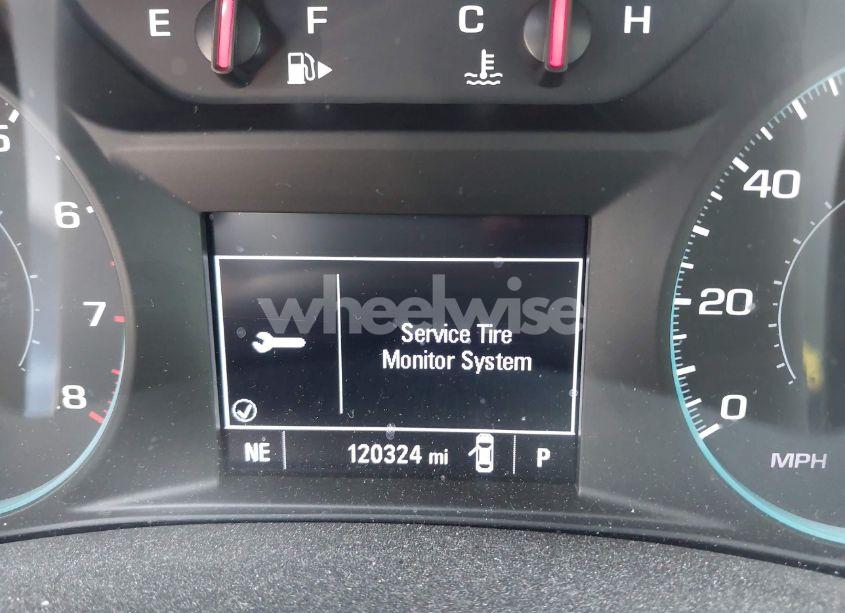 E F C H
5
6
7
8
40
20
0
MPH
wheelwise
Service Tire
Monitor System
NE 120324 mi P